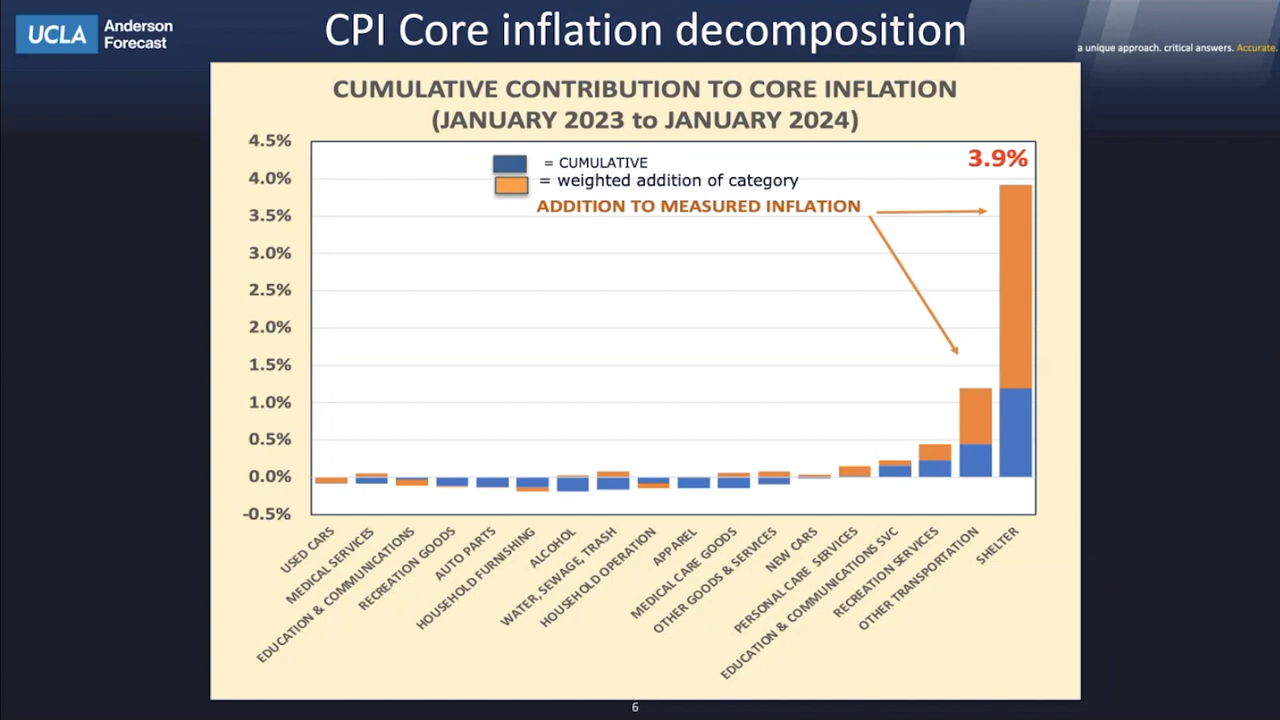 UCLA
Anderson
Forecast
CPI Core inflation decomposition
a unique approach. critical answers. Accurate.
CUMULATIVE CONTRIBUTION TO CORE INFLATION
(JANUARY 2023 to JANUARY 2024)
4.5%
4.0%
3.5%
3.0%
2.5%
2.0%
1.5%
1.0%
0.5%
0.0%
-0.5%
= CUMULATIVE
= weighted addition of category
ADDITION TO MEASURED INFLATION
3.9%
USED CARS
MEDICAL SERVICES
EDUCATION & COMMUNICATIONS
RECREATION GOODS
AUTO PARTS
HOUSEHOLD FURNISHING
ALCOHOL
WATER, SEWAGE, TRASH
HOUSEHOLD OPERATION
APPAREL
MEDICAL CARE GOODS
OTHER GOODS & SERVICES
NEW CARS
PERSONAL CARE SERVICES
EDUCATION & COMMUNICATIONS SVC
RECREATION SERVICES
OTHER TRANSPORTATION
SHELTER
6